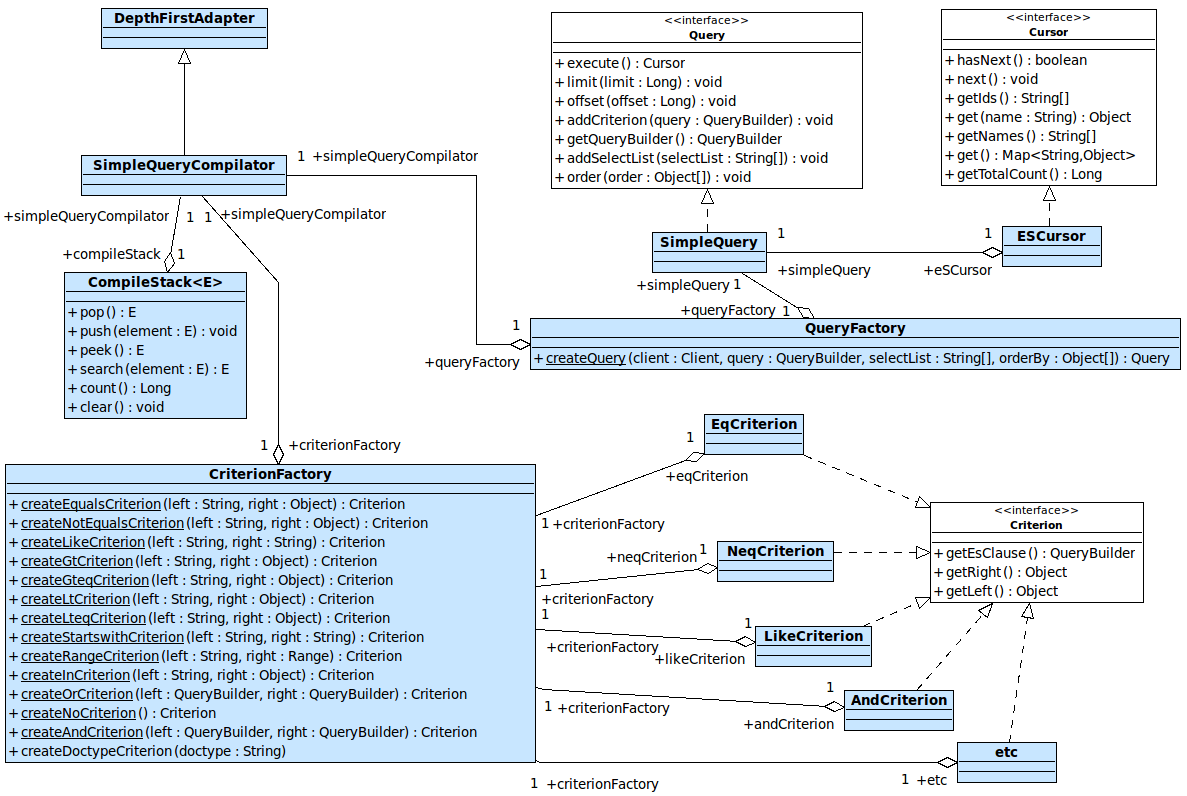 DepthFirstAdapter
<<interface>>
Query
+ execute() : Cursor
+ limit(limit : Long) : void
+ offset(offset : Long) : void
+ addCriterion(query : QueryBuilder) : void
+ getQueryBuilder() : QueryBuilder
+ addSelectList(selectList : String[]) : void
+ order(order : Object[]) : void
<<interface>>
Cursor
+ hasNext() : boolean
+ next() : void
+ getIds() : String[]
+ get(name : String) : Object
+ getNames() : String[]
+ get() : Map<String,Object>
+ getTotalCount() : Long
SimpleQueryCompilator
1 +simpleQueryCompilator
+simpleQueryCompilator 1
1 +simpleQueryCompilator
+compileStack 1
CompileStack<E>
+ pop() : E
+ push(element : E) : void
+ peek() : E
+ search(element : E) : E
+ count() : Long
+ clear() : void
SimpleQuery
1
+simpleQuery
1
+eSCursor
ESCursor
+simpleQuery 1
+queryFactory 1
1
+queryFactory
QueryFactory
+ createQuery(client : Client, query : QueryBuilder, selectList : String[], orderBy : Object[]) : Query
1 +criterionFactory
CriterionFactory
+ createEqualsCriterion(left : String, right : Object) : Criterion
+ createNotEqualsCriterion(left : String, right : Object) : Criterion
+ createLikeCriterion(left : String, right : String) : Criterion
+ createGtCriterion(left : String, right : Object) : Criterion
+ createGteqCriterion(left : String, right : Object) : Criterion
+ createLtCriterion(left : String, right : Object) : Criterion
+ createLteqCriterion(left : String, right : Object) : Criterion
+ createStartswithCriterion(left : String, right : String) : Criterion
+ createRangeCriterion(left : String, right : Range) : Criterion
+ createInCriterion(left : String, right : Object) : Criterion
+ createOrCriterion(left : QueryBuilder, right : QueryBuilder) : Criterion
+ createNoCriterion() : Criterion
+ createAndCriterion(left : QueryBuilder, right : QueryBuilder) : Criterion
+ createDoctypeCriterion(doctype : String)
EqCriterion
1
+eqCriterion
1 +criterionFactory
<<interface>>
Criterion
+ getEsClause() : QueryBuilder
+ getRight() : Object
+ getLeft() : Object
NeqCriterion
+neqCriterion 1
1
+criterionFactory
LikeCriterion
1
+likeCriterion
1
+criterionFactory
AndCriterion
1
+andCriterion
1 +criterionFactory
etc
1 +etc
1 +criterionFactory